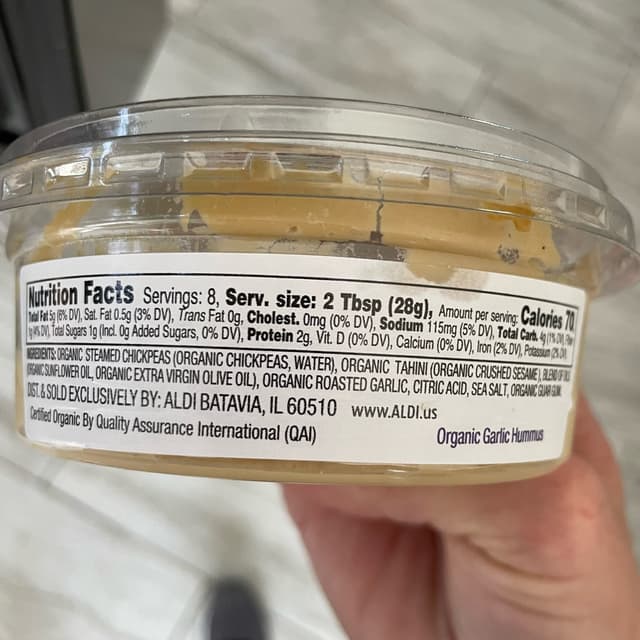 Nutrition Facts Servings: 8, Serv. size: 2 Tbsp (28g), Amount per serving: Calories 70
Total Fat 5g (6% DV), Sat. Fat 0.5g (3% DV), Trans Fat 0g, Cholest. 0mg (0% DV), Sodium 115mg (5% DV), Total Carb. 4g (1% DV),
1g (4% DV), Total Sugars 1g (Incl. 0g Added Sugars, 0% DV), Protein 2g, Vit. D (0% DV), Calcium (0% DV), Iron (2% DV), Potassium
INGREDIENTS: ORGANIC STEAMED CHICKPEAS (ORGANIC CHICKPEAS, WATER), ORGANIC TAHINI (ORGANIC CRUSHED SESAME), BLEND OF OILS
(ORGANIC SUNFLOWER OIL, ORGANIC EXTRA VIRGIN OLIVE OIL), ORGANIC ROASTED GARLIC, CITRIC ACID, SEA SALT, ORGANIC GUAR GUM.
DIST. & SOLD EXCLUSIVELY BY: ALDI BATAVIA, IL 60510 www.ALDI.us
Certified Organic By Quality Assurance International (QAI)
Organic Garlic Hummus